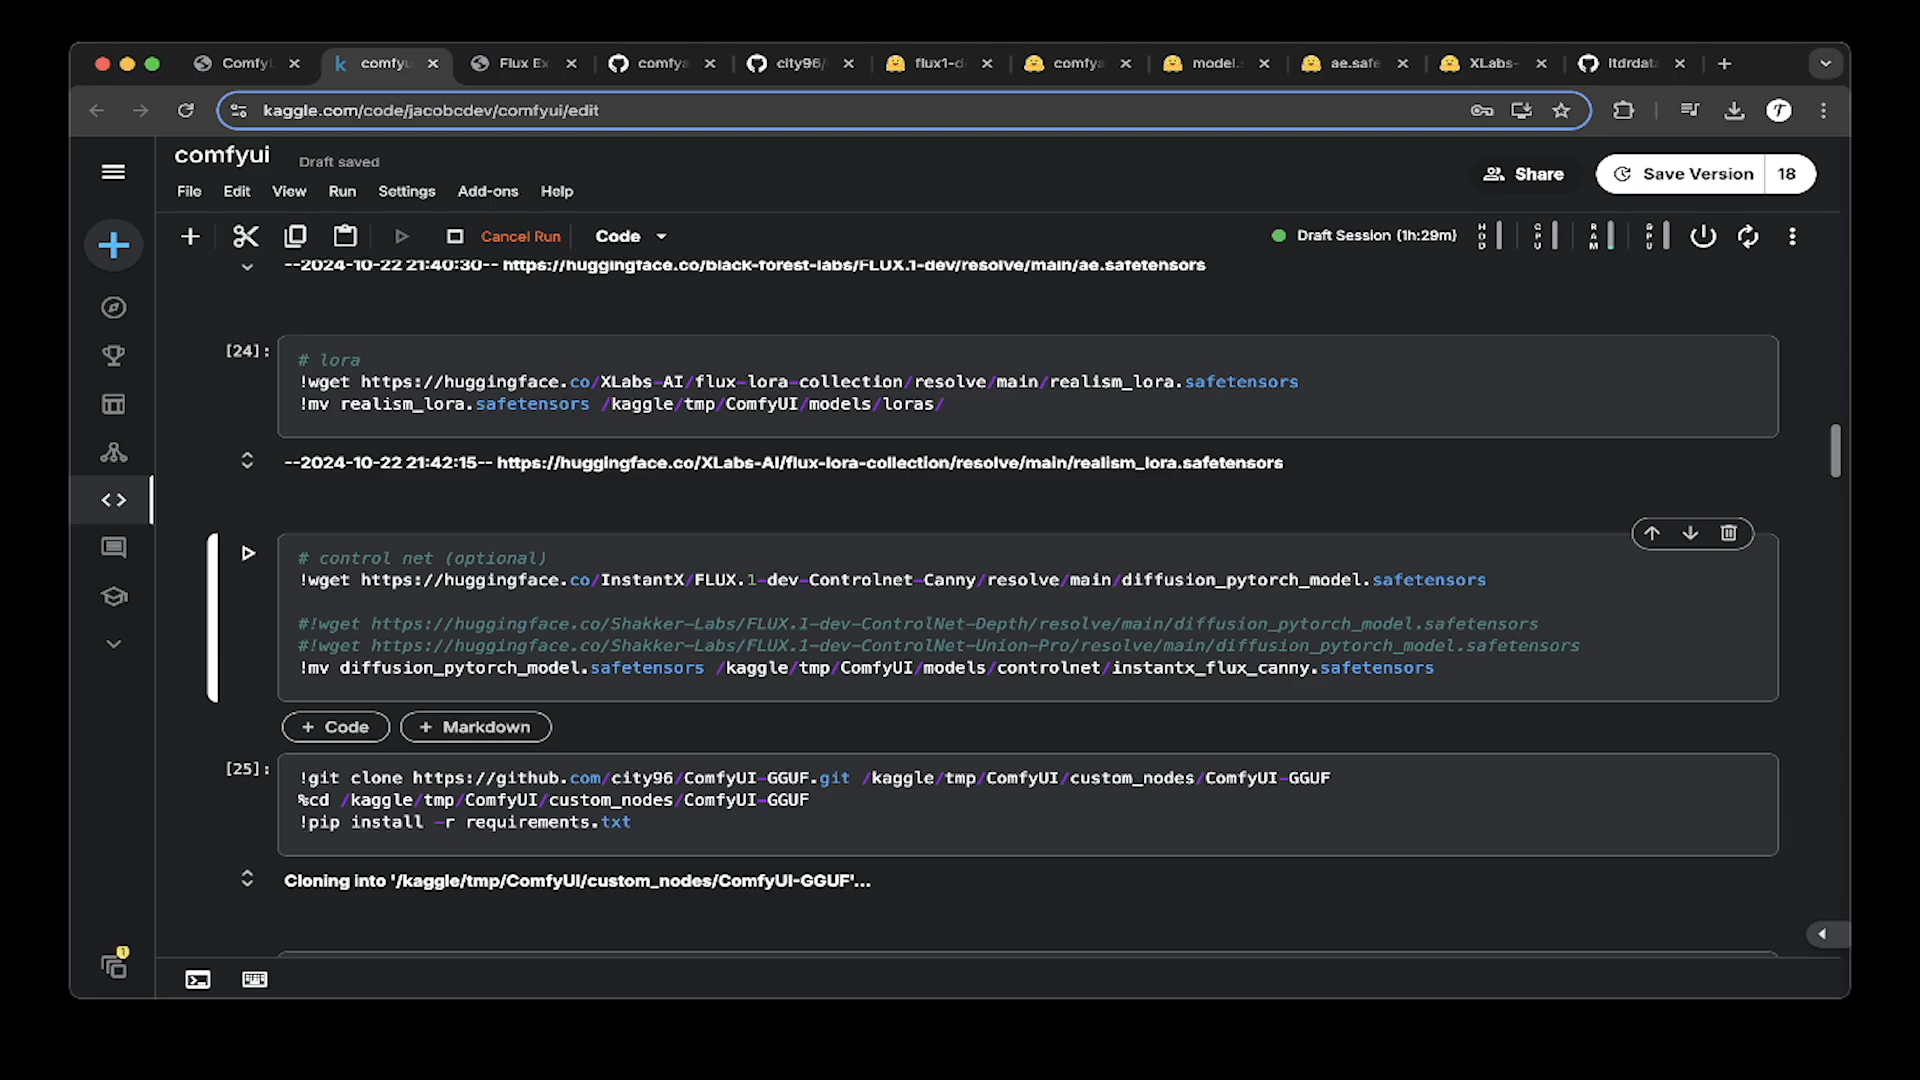 Comfyl
comfyu
Flux Ex
comfya
city96/
flux1-d
comfya
model.
ae.safe
XLabs-
ltdrdat
kaggle.com/code/jacobcdev/comfyui/edit
comfyui
Draft saved
Share
Save Version
18
File Edit View Run Settings Add-ons Help
Cancel Run
Code
Draft Session (1h:29m)
HDD
CPU
RAM
GPU
--2024-10-22 21:40:30-- https://huggingface.co/black-forest-labs/FLUX.1-dev/resolve/main/ae.safetensors
[24]:
# lora
!wget https://huggingface.co/XLabs-AI/flux-lora-collection/resolve/main/realism_lora.safetensors
!mv realism_lora.safetensors /kaggle/tmp/ComfyUI/models/loras/
--2024-10-22 21:42:15-- https://huggingface.co/XLabs-AI/flux-lora-collection/resolve/main/realism_lora.safetensors
# control net (optional)
!wget https://huggingface.co/InstantX/FLUX.1-dev-Controlnet-Canny/resolve/main/diffusion_pytorch_model.safetensors
#!wget https://huggingface.co/Shakker-Labs/FLUX.1-dev-ControlNet-Depth/resolve/main/diffusion_pytorch_model.safetensors
#!wget https://huggingface.co/Shakker-Labs/FLUX.1-dev-ControlNet-Union-Pro/resolve/main/diffusion_pytorch_model.safetensors
!mv diffusion_pytorch_model.safetensors /kaggle/tmp/ComfyUI/models/controlnet/instantx_flux_canny.safetensors
+ Code
+ Markdown
[25]:
!git clone https://github.com/city96/ComfyUI-GGUF.git /kaggle/tmp/ComfyUI/custom_nodes/ComfyUI-GGUF
%cd /kaggle/tmp/ComfyUI/custom_nodes/ComfyUI-GGUF
!pip install -r requirements.txt
Cloning into '/kaggle/tmp/ComfyUI/custom_nodes/ComfyUI-GGUF'...
1